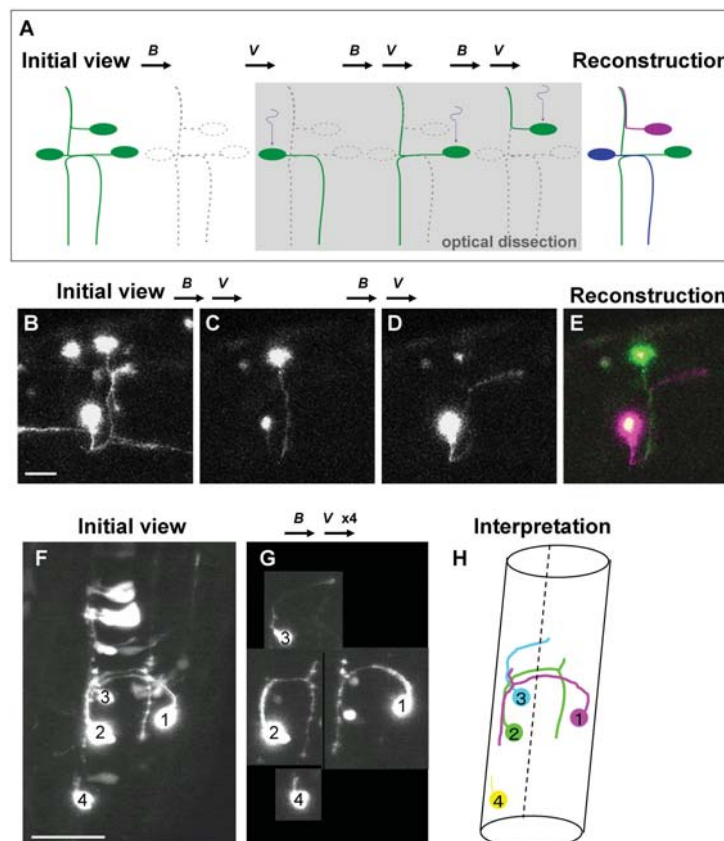 A
Initial view B V B V B V Reconstruction
optical dissection
Initial view B V B V Reconstruction
B C D E
Initial view B V x4 Interpretation
F G H
3 2 1 4
3 2 1 4
3 2 1 4